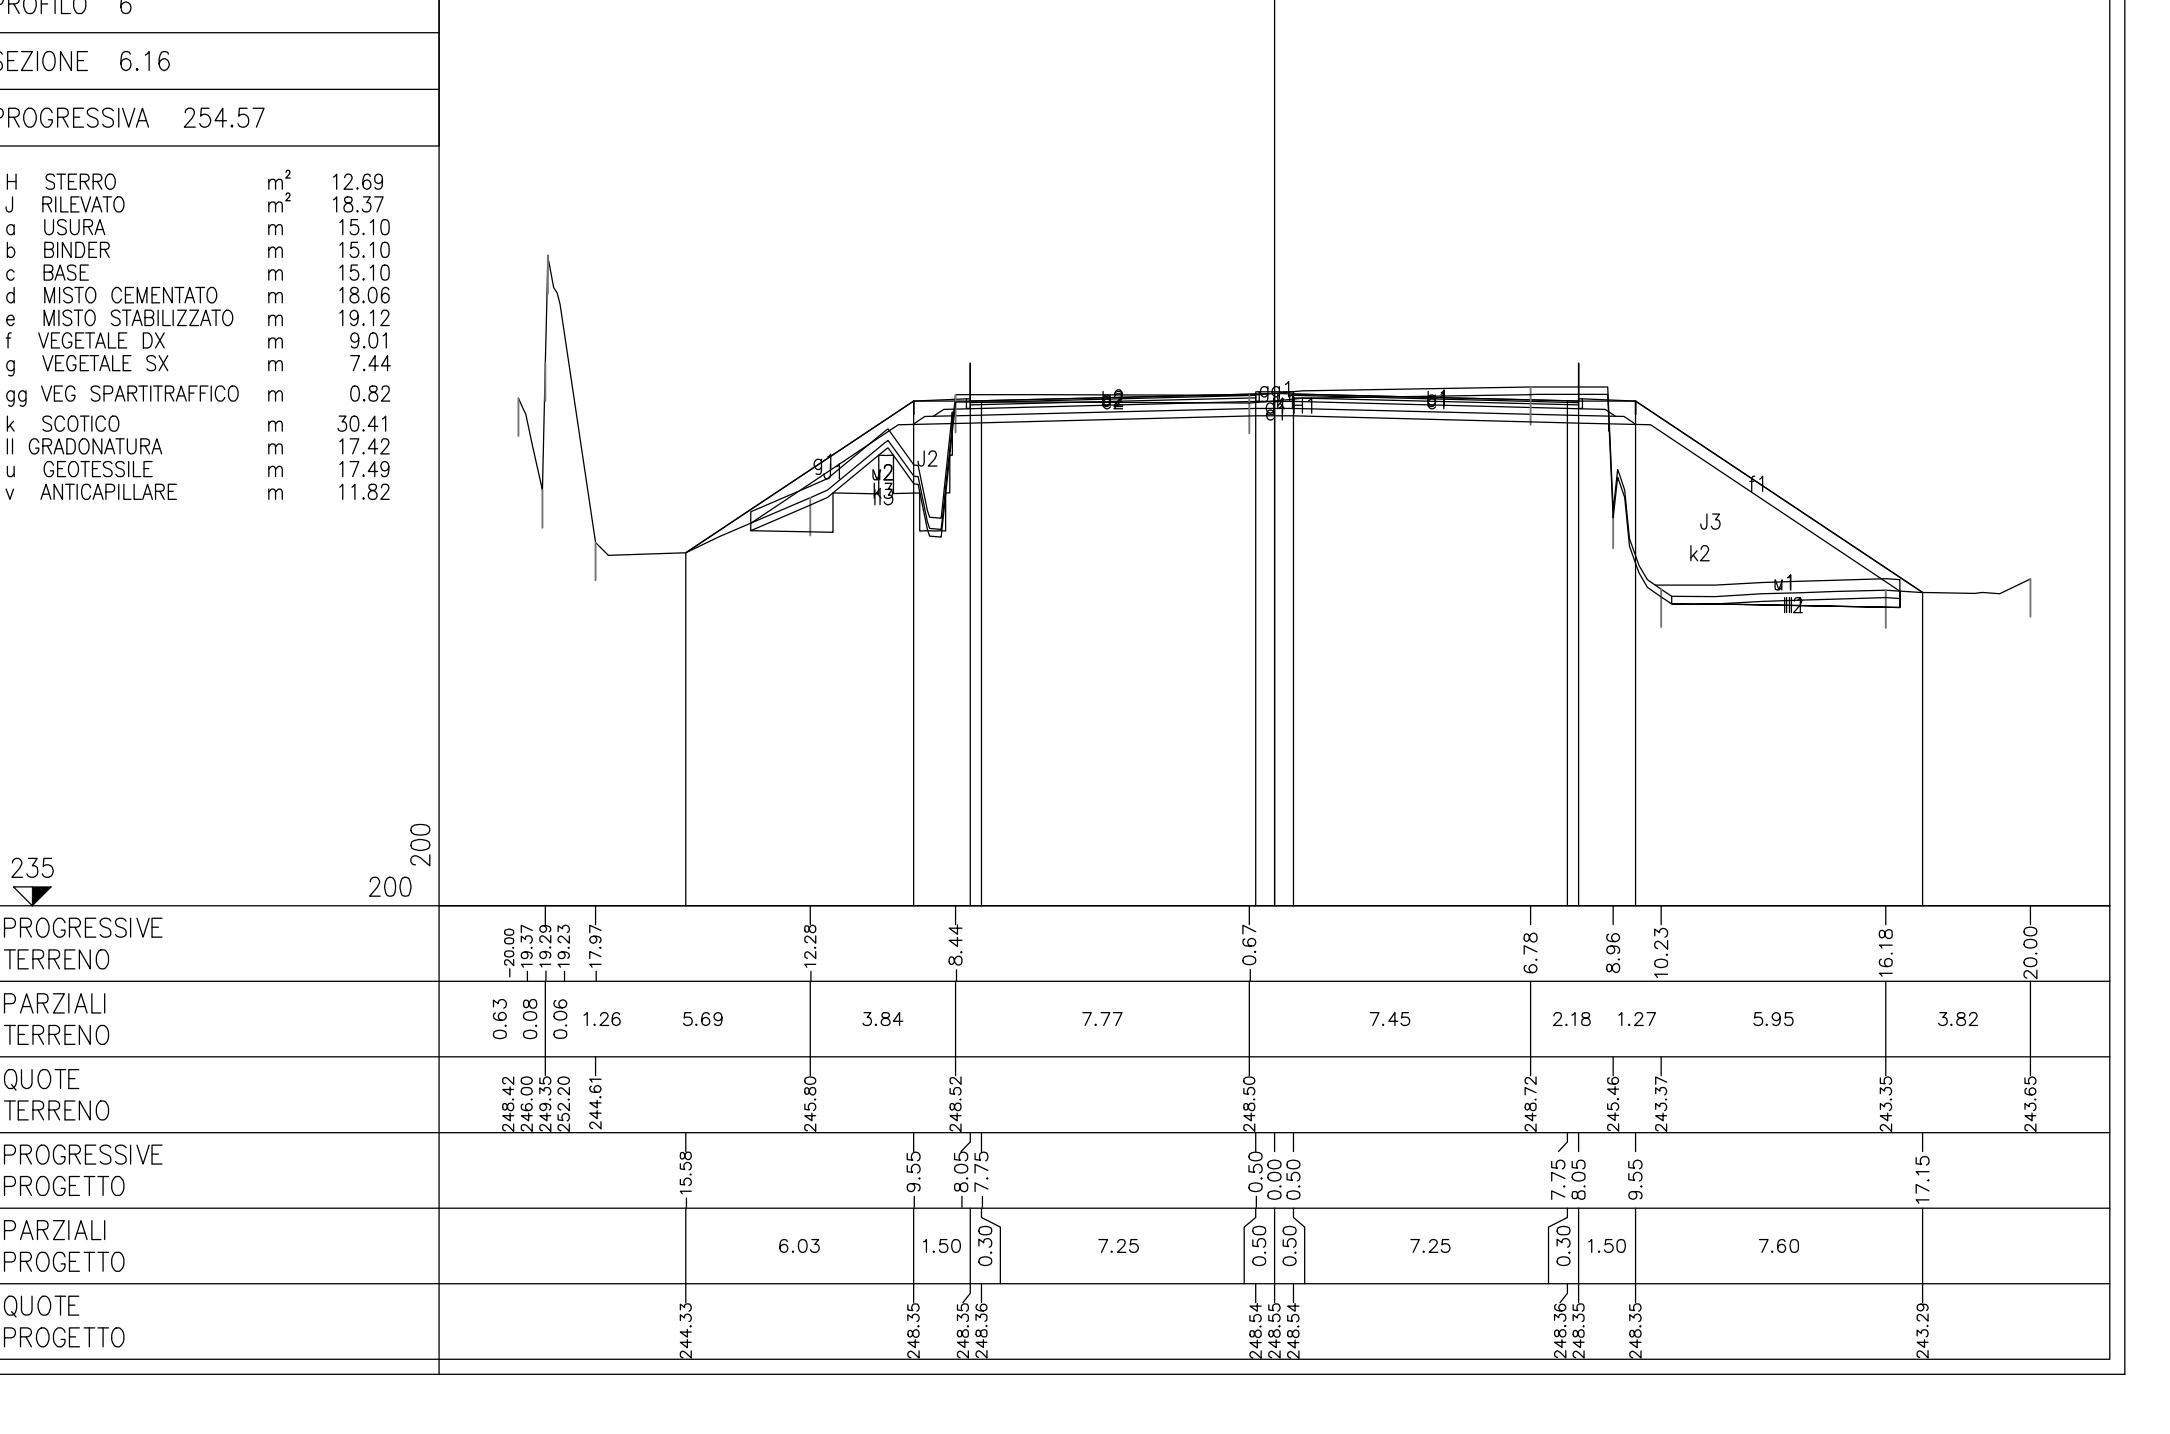 PROFILO 6
SEZIONE 6.16
PROGRESSIVA 254.57
H STERRO m² 12.69
J RILEVATO m² 18.37
a USURA m 15.10
b BINDER m 15.10
c BASE m 15.10
d MISTO CEMENTATO m 18.06
e MISTO STABILIZZATO m 19.12
f VEGETALE DX m 9.01
g VEGETALE SX m 7.44
gg VEG SPARTITRAFFICO m 0.82
k SCOTICO m 30.41
II GRADONATURA m 17.42
u GEOTESSILE m 17.49
v ANTICAPILLARE m 11.82
gg1
g1
J2
f1
J3
k2
235
200
200
PROGRESSIVE
TERRENO
-20.00 -19.37 -19.29 -19.23 -17.97 -12.28 -8.44 -0.67 6.78 8.96 10.23 16.18 20.00
PARZIALI
TERRENO
0.63 0.08 0.06 1.26 5.69 3.84 7.77 7.45 2.18 1.27 5.95 3.82
QUOTE
TERRENO
248.42 246.00 249.35 252.20 244.61 245.80 248.52 248.50 248.72 245.46 243.37 243.35 243.65
PROGRESSIVE
PROGETTO
-15.58 -9.55 -8.05 -7.75 -0.50 0.00 0.50 7.75 8.05 9.55 17.15
PARZIALI
PROGETTO
6.03 1.50 0.30 7.25 0.50 0.50 7.25 0.30 1.50 7.60
QUOTE
PROGETTO
244.33 248.35 248.35 248.36 248.54 248.55 248.54 248.36 248.35 248.35 243.29